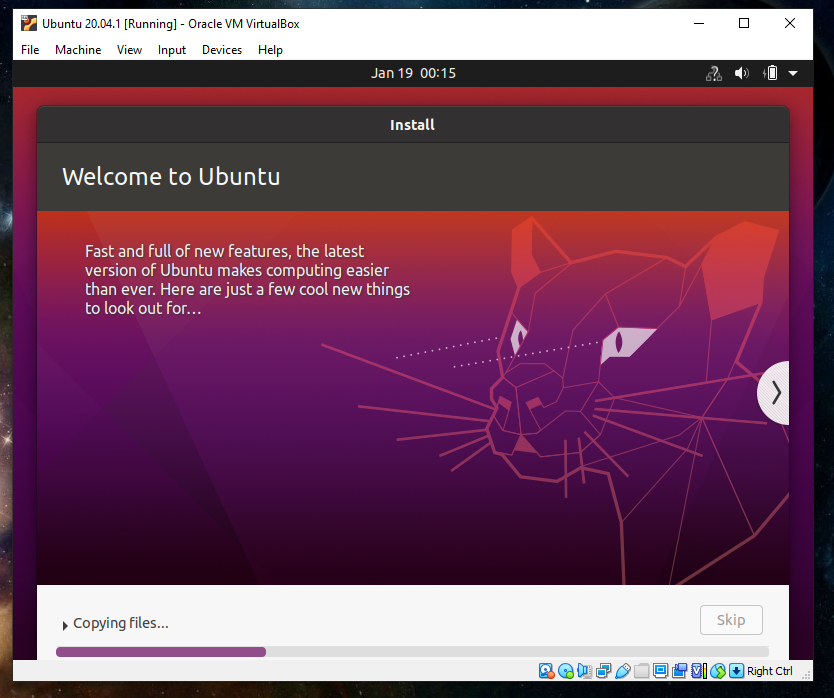 Ubuntu 20.04.1 [Running] - Oracle VM VirtualBox
File Machine View Input Devices Help
Jan 19 00:15
Install
Welcome to Ubuntu
Fast and full of new features, the latest
version of Ubuntu makes computing easier
than ever. Here are just a few cool new things
to look out for…
Copying files...
Skip
Right Ctrl